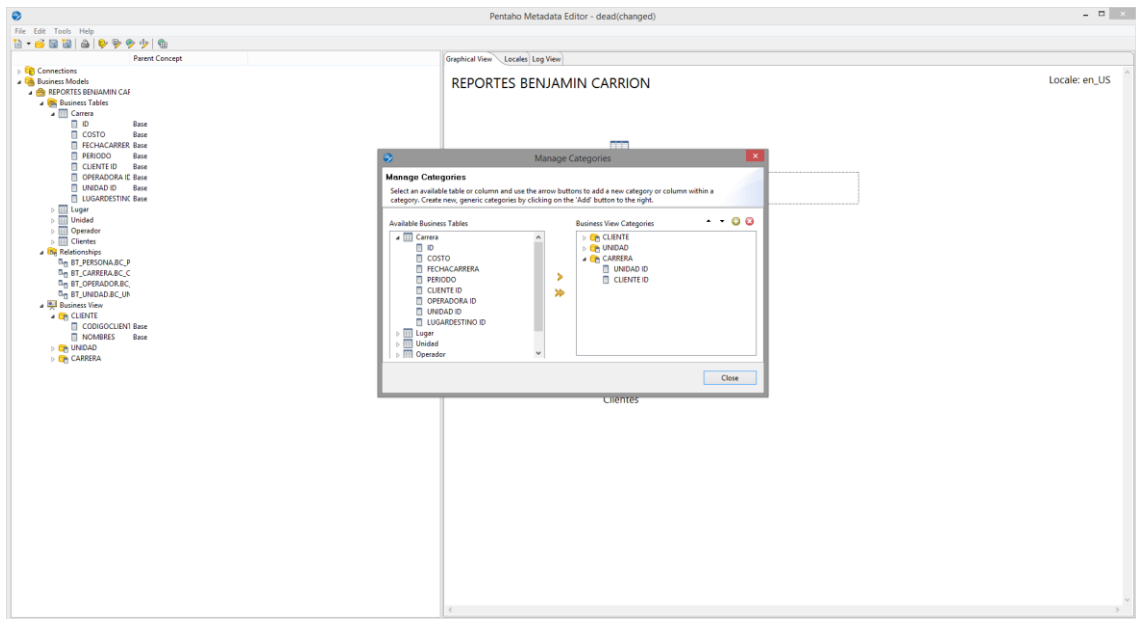 Pentaho Metadata Editor - dead(changed)
File Edit Tools Help
Parent Concept
Connections
Business Models
REPORTES BENJAMIN CAF
Business Tables
Carrera
ID Base
COSTO Base
FECHACARRER Base
PERIODO Base
CLIENTE ID Base
OPERADORA IE Base
UNIDAD ID Base
LUGARDESTINC Base
Lugar
Unidad
Operador
Clientes
Relationships
BT_PERSONA.BC_P
BT_CARRERA.BC_C
BT_OPERADOR.BC_
BT_UNIDAD.BC_UN
Business View
CLIENTE
CODIGOCLIENT Base
NOMBRES Base
UNIDAD
CARRERA
Graphical View Locales Log View
REPORTES BENJAMIN CARRION
Locale: en_US
Manage Categories
Manage Categories
Select an available table or column and use the arrow buttons to add a new category or column within a
category. Create new, generic categories by clicking on the 'Add' button to the right.
Available Business Tables
Carrera
ID
COSTO
FECHACARRERA
PERIODO
CLIENTE ID
OPERADORA ID
UNIDAD ID
LUGARDESTINO ID
Lugar
Unidad
Operador
Business View Categories
CLIENTE
UNIDAD
CARRERA
UNIDAD ID
CLIENTE ID
Close
Clientes